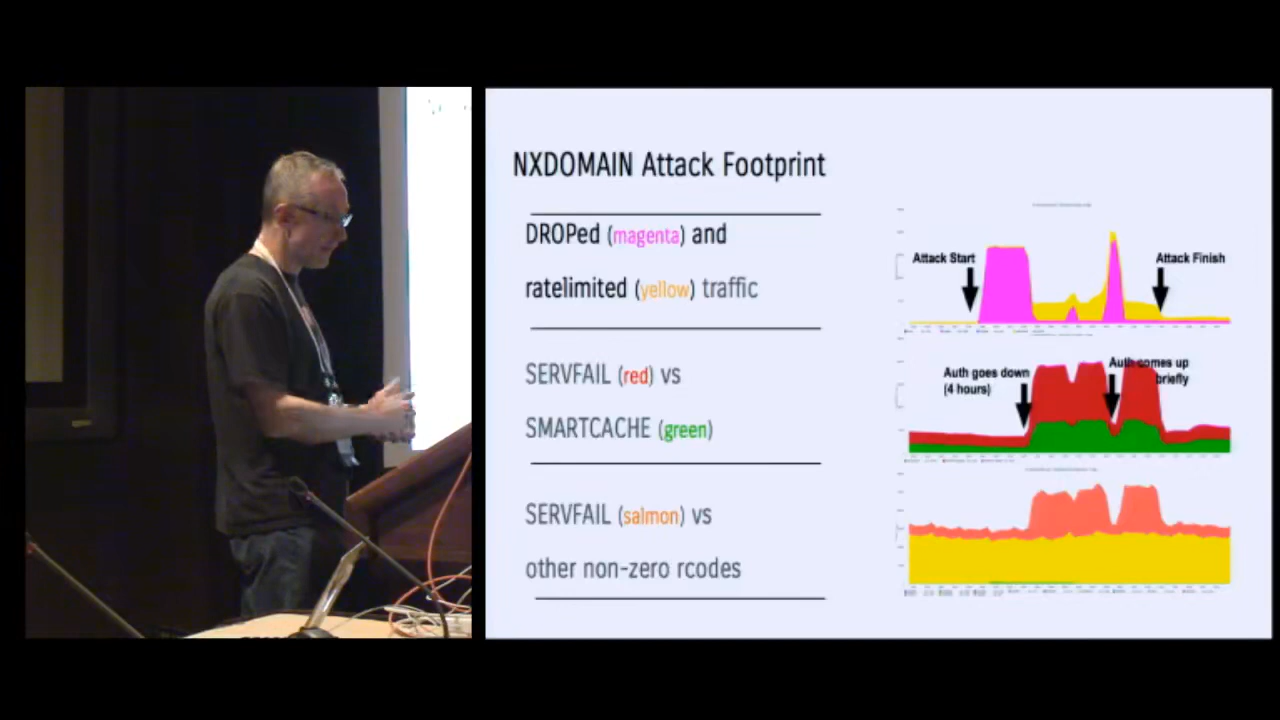 NXDOMAIN Attack Footprint
DROPed (magenta) and
ratelimited (yellow) traffic
SERVFAIL (red) vs
SMARTCACHE (green)
SERVFAIL (salmon) vs
other non-zero rcodes
Attack Start
Attack Finish
Auth goes down
(4 hours)
Auth comes up
briefly